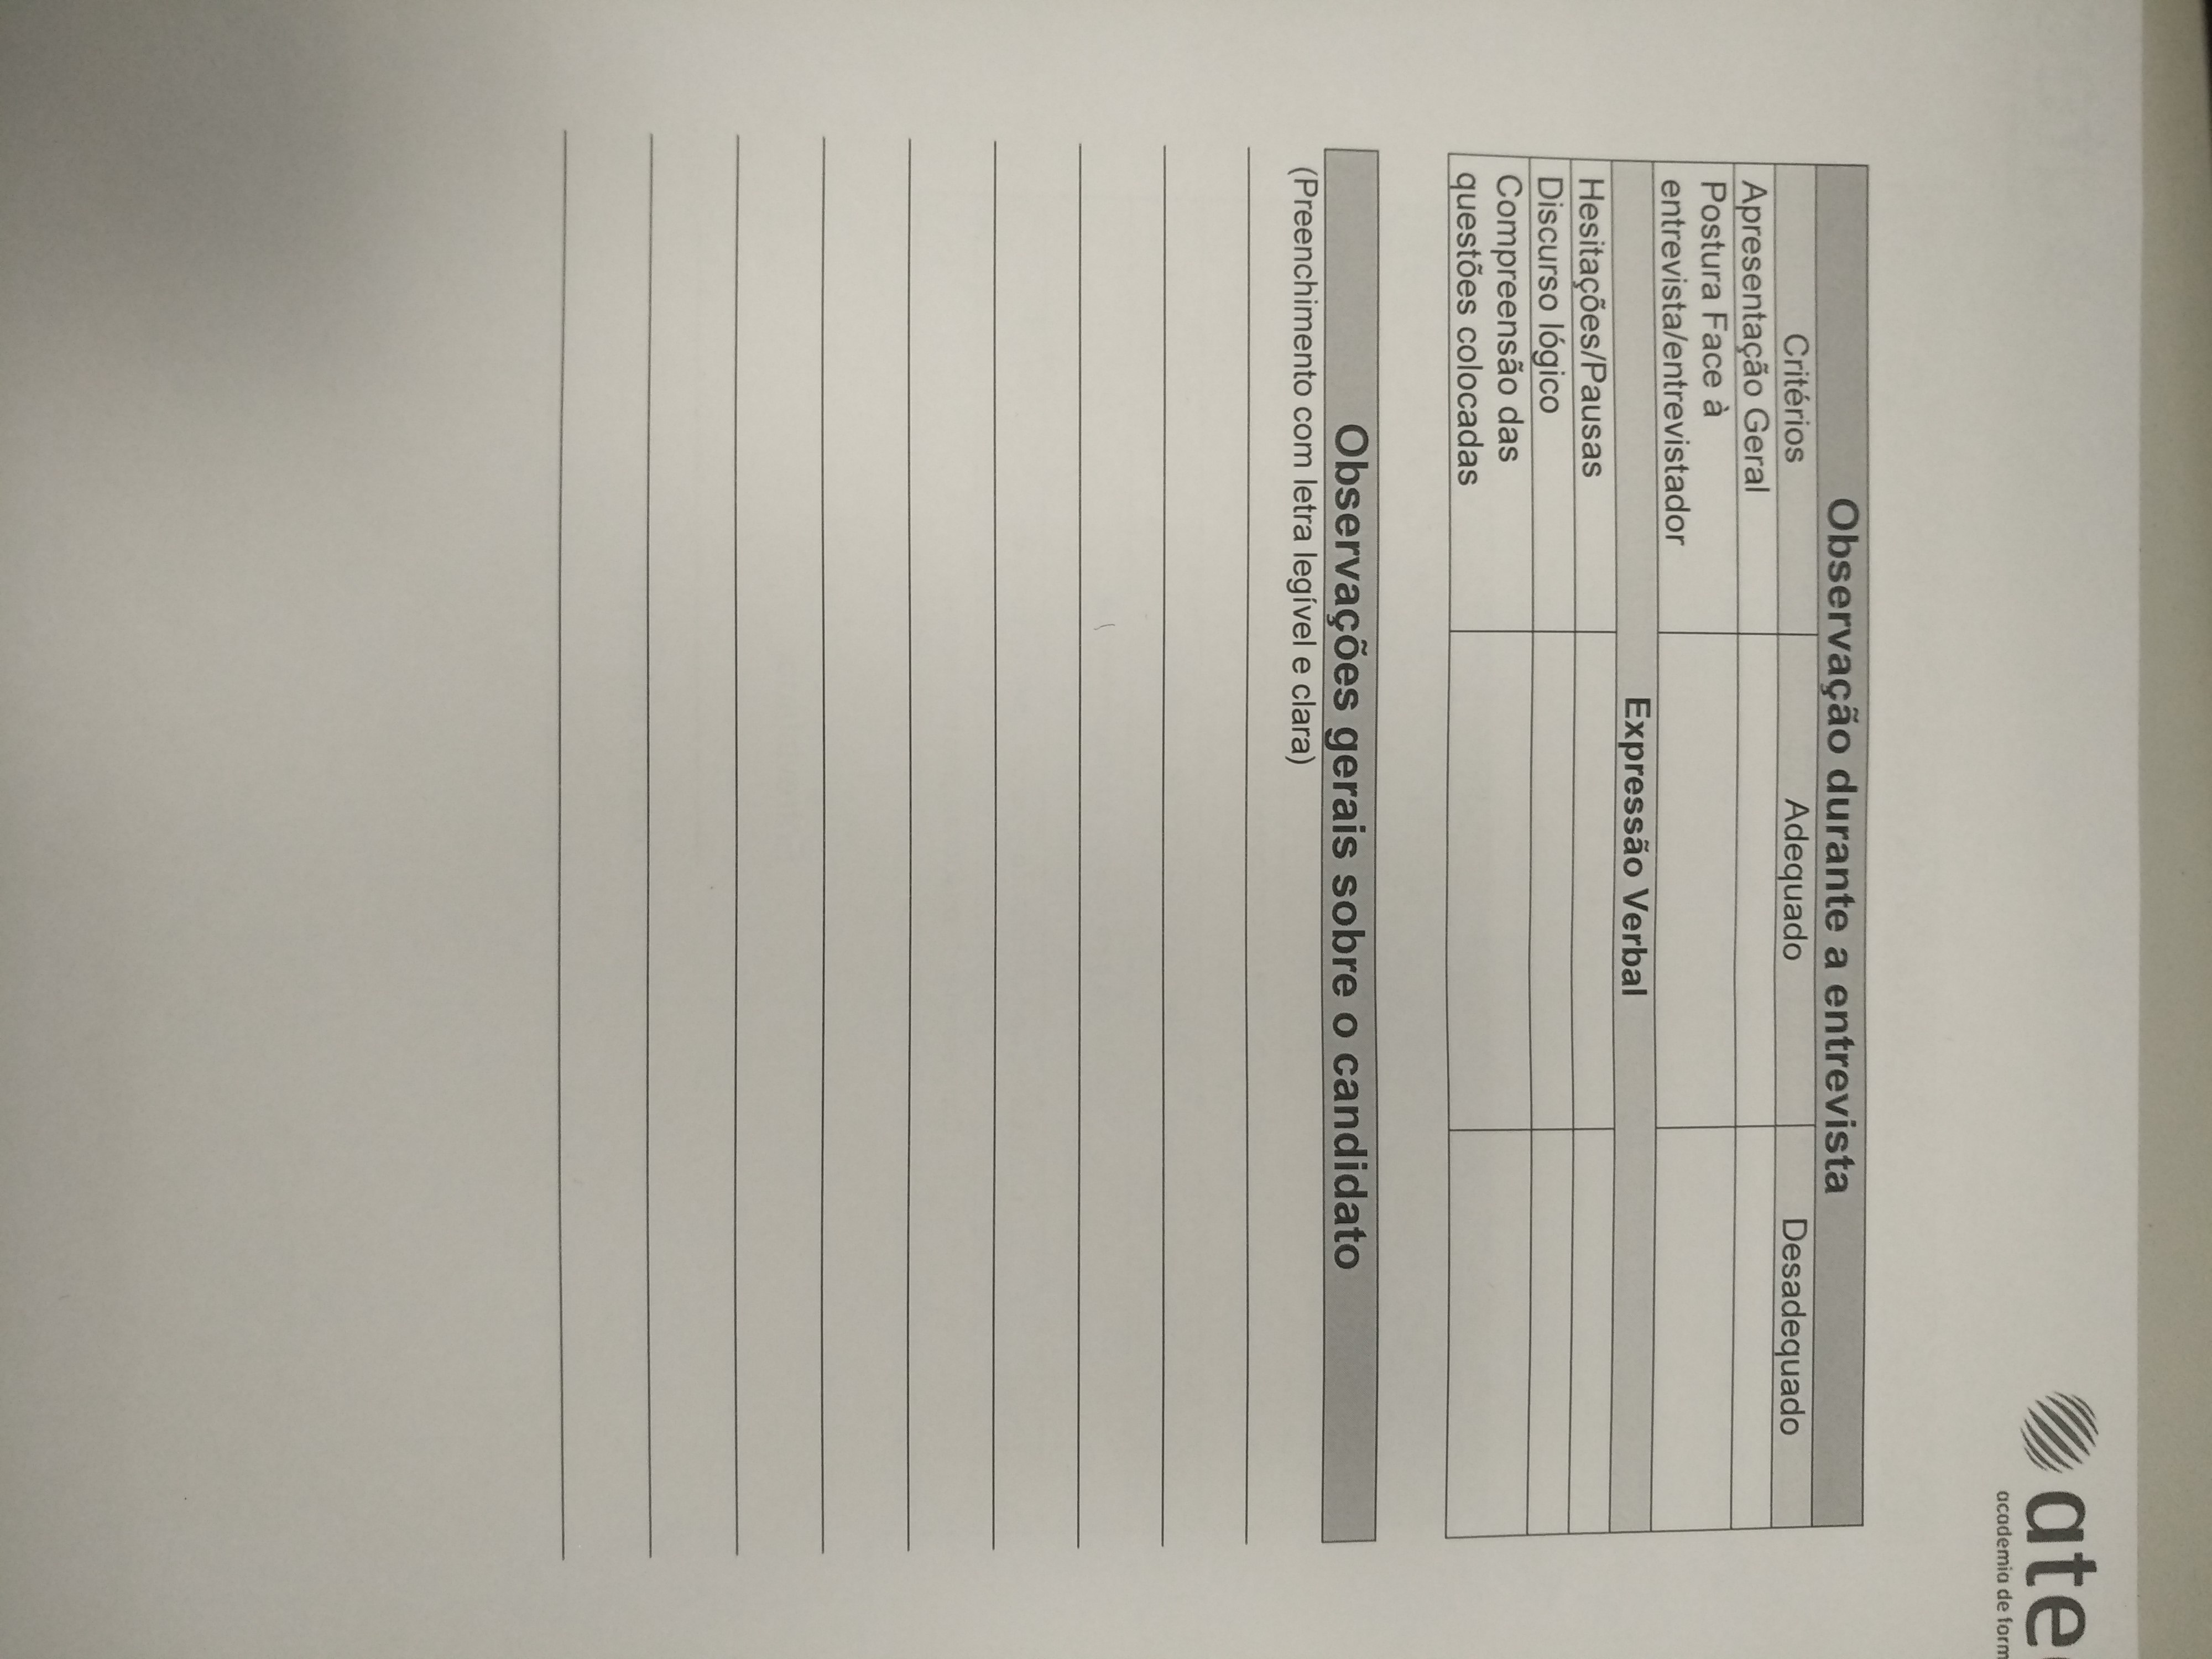 ate
academia de form
Observação durante a entrevista
Critérios Adequado Desadequado
Apresentação Geral
Postura Face à
entrevista/entrevistador
Expressão Verbal
Hesitações/Pausas
Discurso lógico
Compreensão das
questões colocadas
Observações gerais sobre o candidato
(Preenchimento com letra legível e clara)